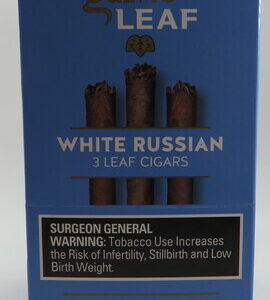 LEAF
WHITE RUSSIAN
3 LEAF CIGARS
SURGEON GENERAL
WARNING: Tobacco Use Increases
the Risk of Infertility, Stillbirth and Low
Birth Weight.